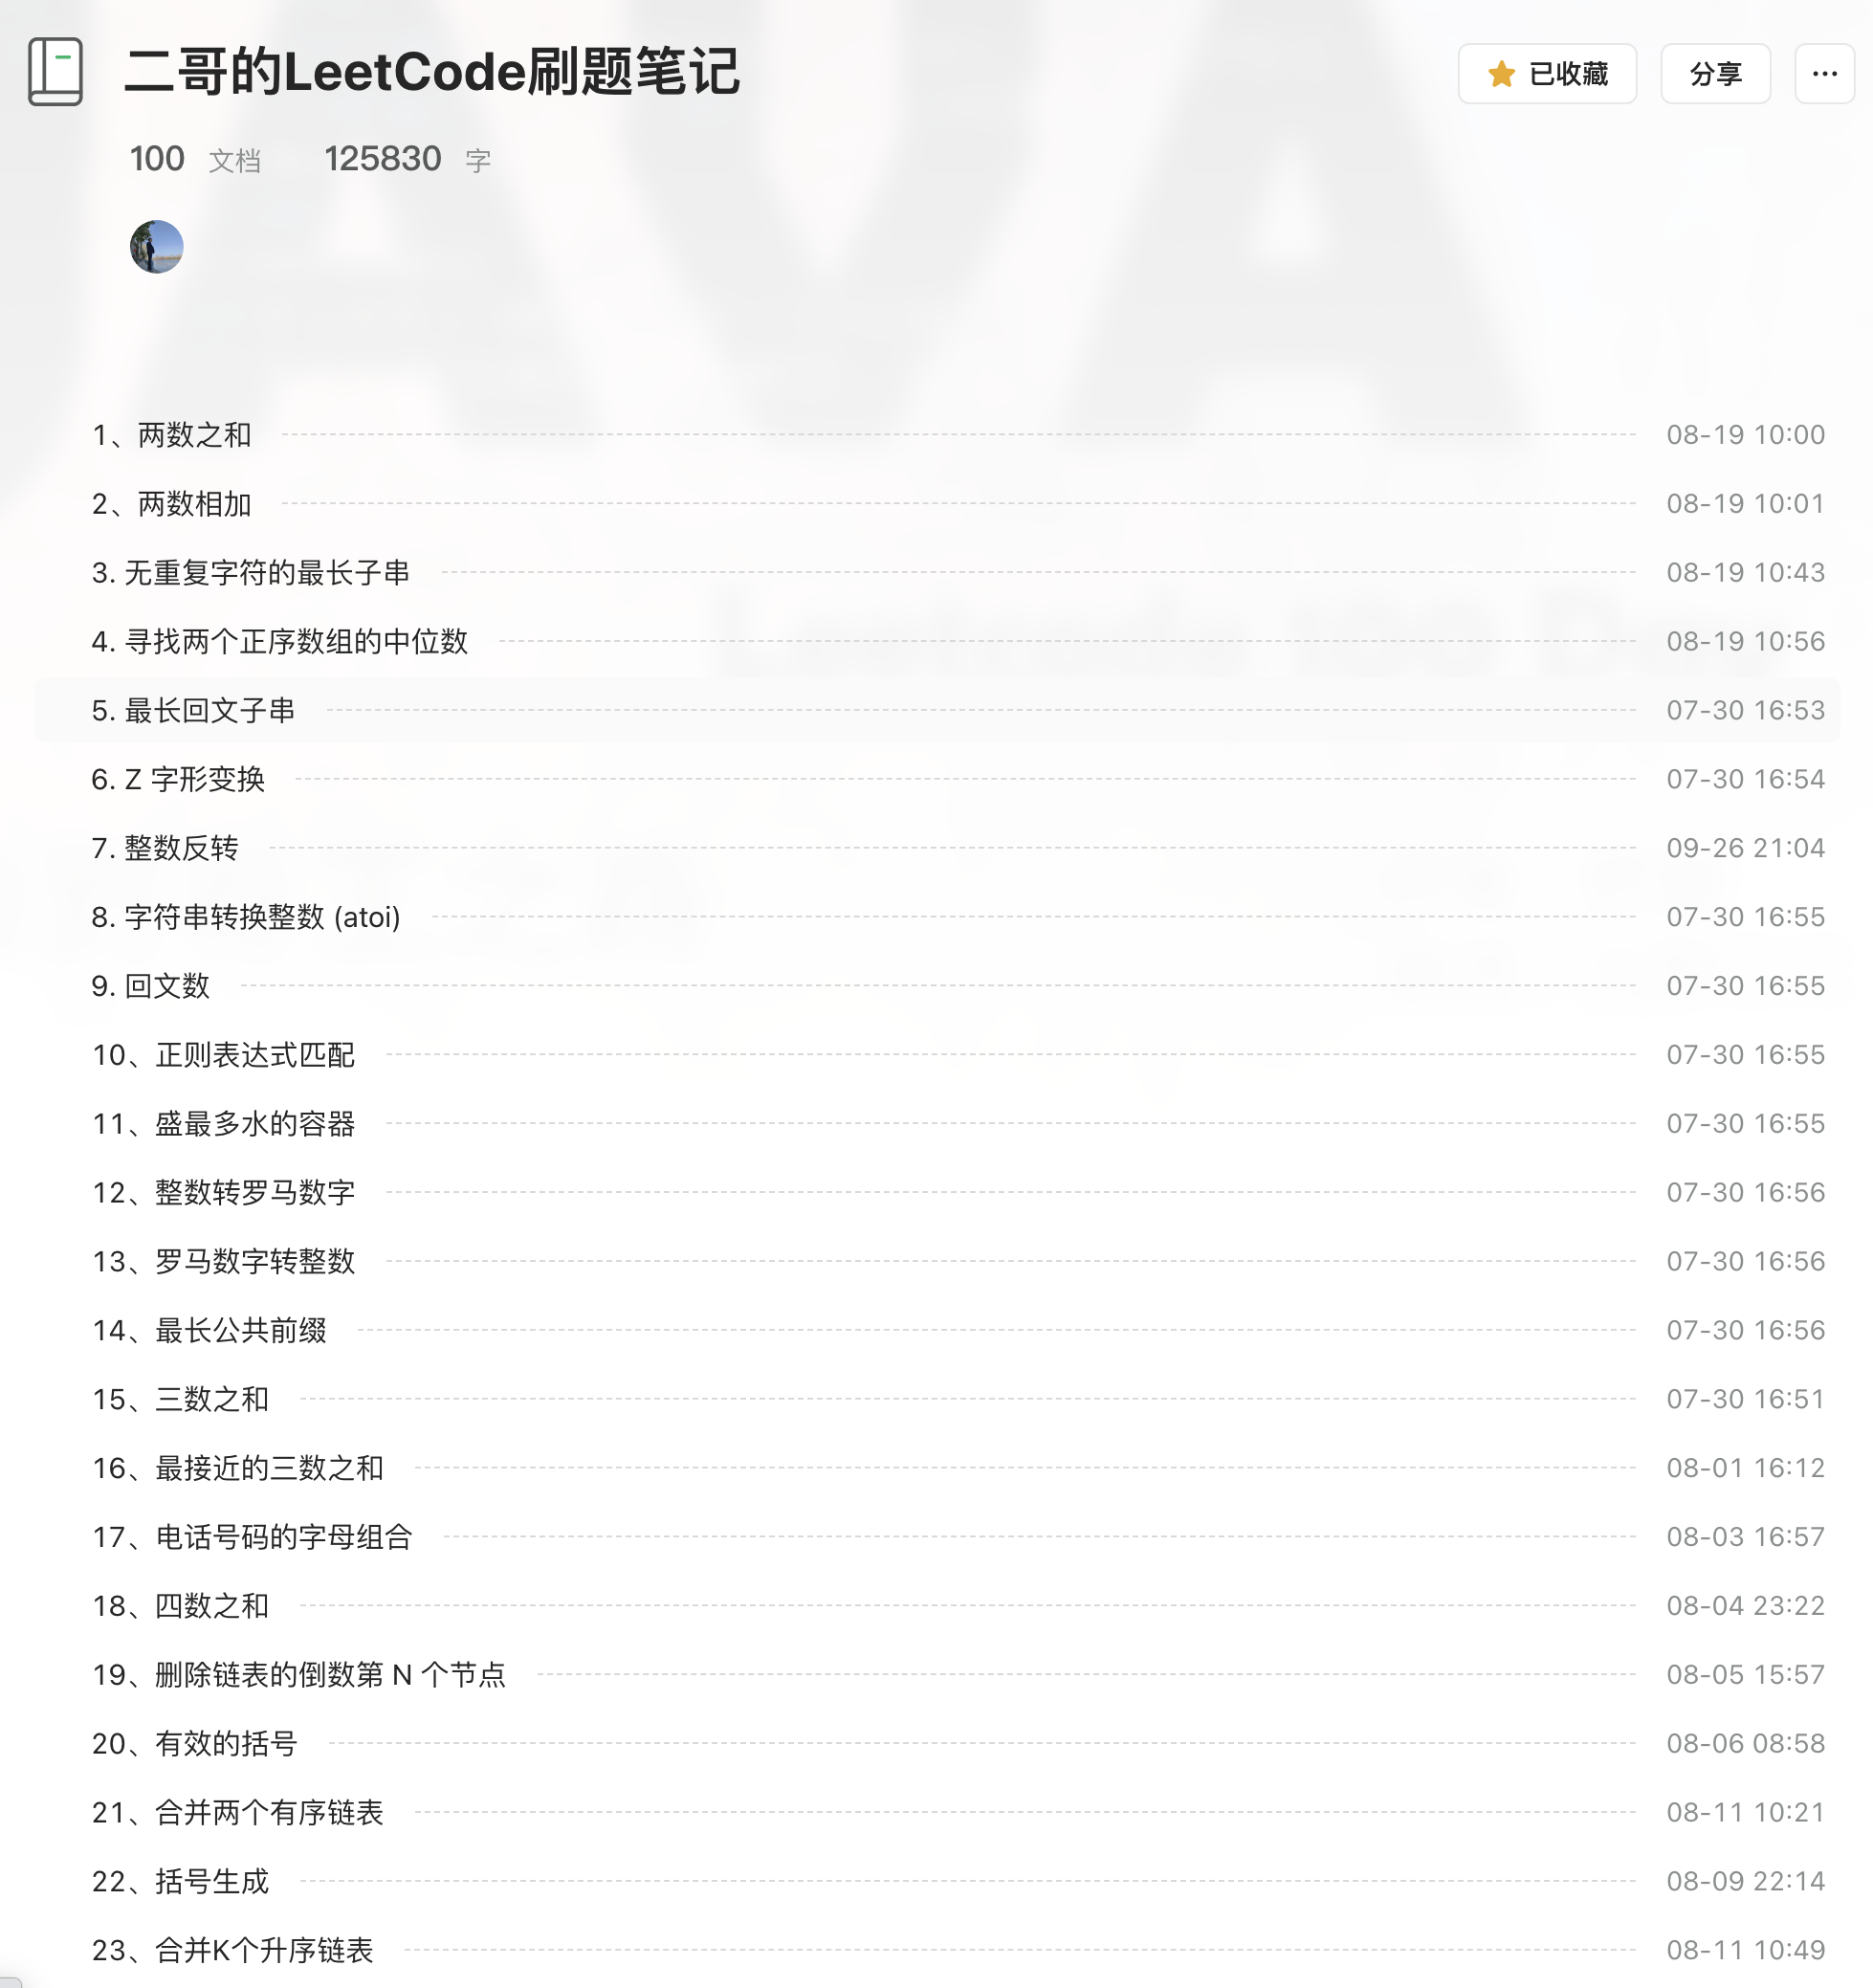 二哥的LeetCode刷题笔记
已收藏 分享 ···
100 文档 125830 字
1、两数之和 08-19 10:00
2、两数相加 08-19 10:01
3. 无重复字符的最长子串 08-19 10:43
4. 寻找两个正序数组的中位数 08-19 10:56
5. 最长回文子串 07-30 16:53
6. Z 字形变换 07-30 16:54
7. 整数反转 09-26 21:04
8. 字符串转换整数 (atoi) 07-30 16:55
9. 回文数 07-30 16:55
10、正则表达式匹配 07-30 16:55
11、盛最多水的容器 07-30 16:55
12、整数转罗马数字 07-30 16:56
13、罗马数字转整数 07-30 16:56
14、最长公共前缀 07-30 16:56
15、三数之和 07-30 16:51
16、最接近的三数之和 08-01 16:12
17、电话号码的字母组合 08-03 16:57
18、四数之和 08-04 23:22
19、删除链表的倒数第 N 个节点 08-05 15:57
20、有效的括号 08-06 08:58
21、合并两个有序链表 08-11 10:21
22、括号生成 08-09 22:14
23、合并K个升序链表 08-11 10:49